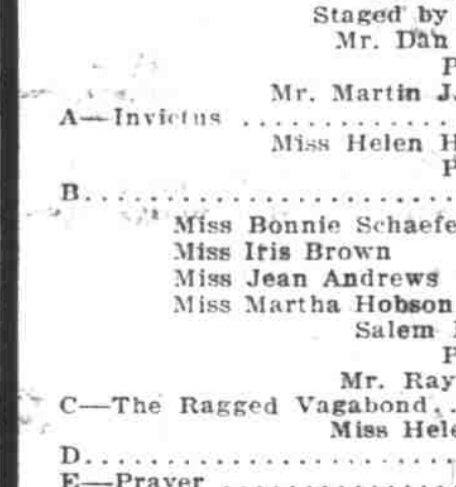 Staged by
Mr. Dan
P
Mr. Martin J.
A—Invictus ................
Miss Helen H
P
B...........................
Miss Bonnie Schaefe
Miss Iris Brown
Miss Jean Andrews
Miss Martha Hobson
Salem
P
Mr. Ray
C—The Ragged Vagabond..
Miss Hele
D...........................
E—Prayer ..................